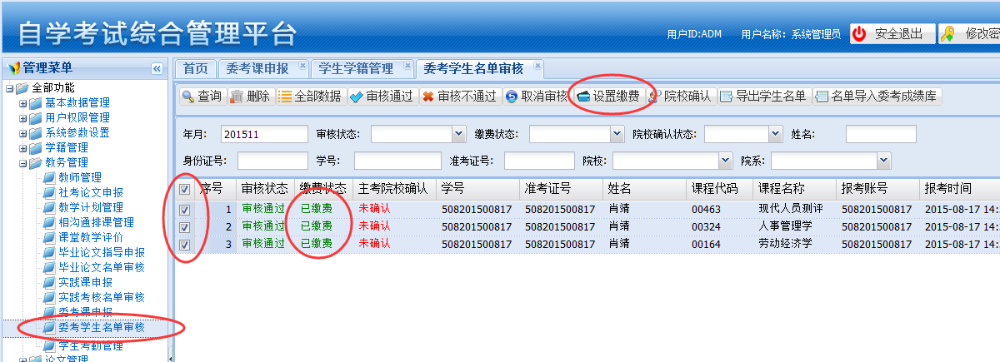 自学考试综合管理平台
用户ID:ADM 用户名称: 系统管理员 安全退出 修改密
管理菜单
首页 委考课申报 学生学籍管理 委考学生名单审核
全部功能
基本数据管理
用户权限管理
系统参数设置
学籍管理
教务管理
教师管理
社考论文申报
教学计划管理
相沟通排课管理
课堂教学评价
毕业论文指导申报
毕业论文名单审核
实践课申报
实践考核名单审核
委考课申报
委考学生名单审核
学生考勤管理
论文管理
查询 删除 全部数据 审核通过 审核不通过 取消审核 设置缴费 院校确认 导出学生名单 名单导入委考成绩库
年月: 201511 审核状态: 缴费状态: 院校确认状态: 姓名:
身份证号: 学号: 准考证号: 院校: 院系:
序号 审核状态 缴费状态 主考院校确认 学号 准考证号 姓名 课程代码 课程名称 报考账号 报考时间
1 审核通过 已缴费 未确认 508201500817 508201500817 肖靖 00463 现代人员测评 508201500817 2015-08-17 14:
2 审核通过 已缴费 未确认 508201500817 508201500817 肖靖 00324 人事管理学 508201500817 2015-08-17 14:
3 审核通过 已缴费 未确认 508201500817 508201500817 肖靖 00164 劳动经济学 508201500817 2015-08-17 14: